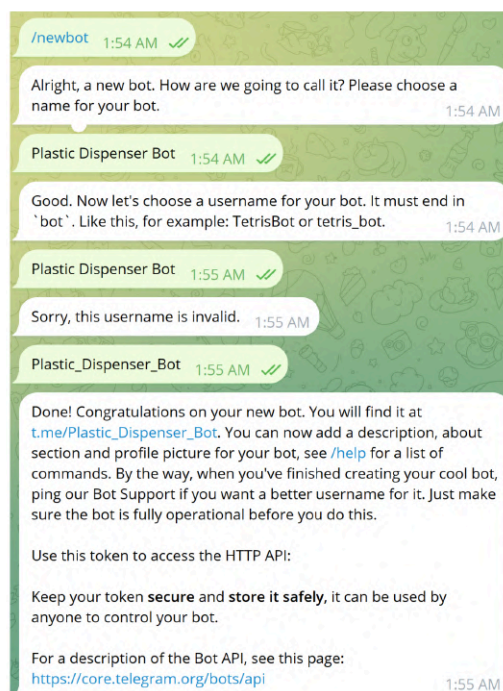 /newbot 1:54 AM
Alright, a new bot. How are we going to call it? Please choose a
name for your bot.
1:54 AM
Plastic Dispenser Bot 1:54 AM
Good. Now let's choose a username for your bot. It must end in
`bot`. Like this, for example: TetrisBot or tetris_bot.
1:54 AM
Plastic Dispenser Bot 1:55 AM
Sorry, this username is invalid. 1:55 AM
Plastic_Dispenser_Bot 1:55 AM
Done! Congratulations on your new bot. You will find it at
t.me/Plastic_Dispenser_Bot. You can now add a description, about
section and profile picture for your bot, see /help for a list of
commands. By the way, when you've finished creating your cool bot,
ping our Bot Support if you want a better username for it. Just make
sure the bot is fully operational before you do this.
Use this token to access the HTTP API:
Keep your token secure and store it safely, it can be used by
anyone to control your bot.
For a description of the Bot API, see this page:
https://core.telegram.org/bots/api 1:55 AM